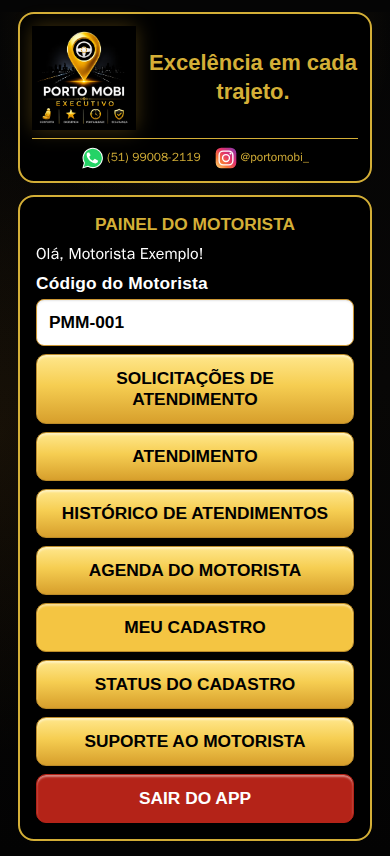 PORTO MOBI
EXECUTIVO
Excelência em cada
trajeto.
(51) 99008-2119
@portomobi_
PAINEL DO MOTORISTA
Olá, Motorista Exemplo!
Código do Motorista
PMM-001
SOLICITAÇÕES DE
ATENDIMENTO
ATENDIMENTO
HISTÓRICO DE ATENDIMENTOS
AGENDA DO MOTORISTA
MEU CADASTRO
STATUS DO CADASTRO
SUPORTE AO MOTORISTA
SAIR DO APP